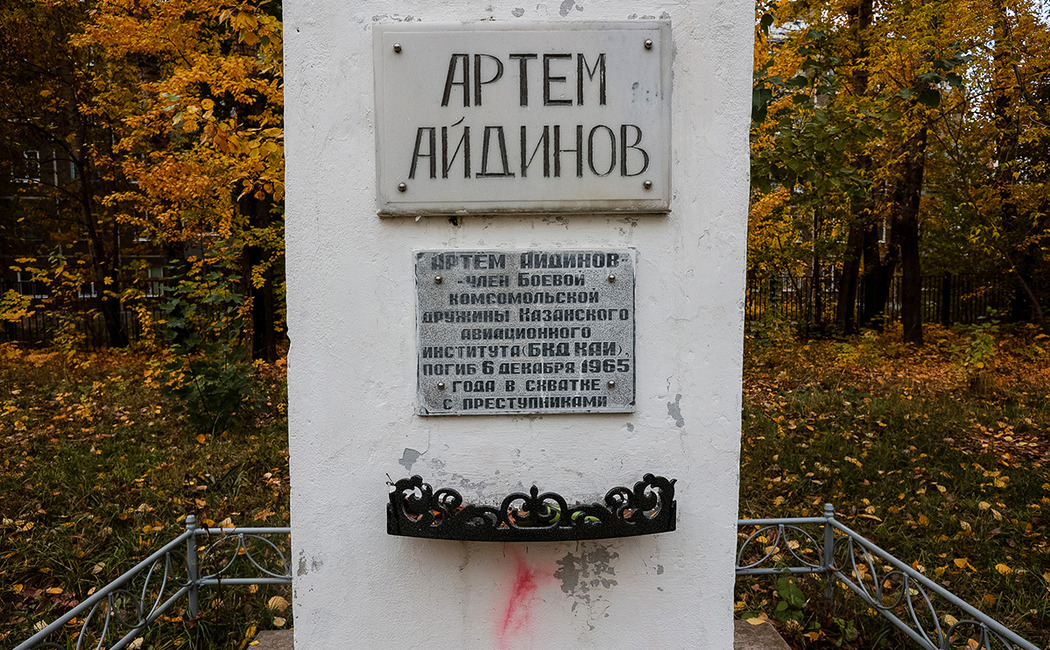 АРТЕМ
АЙДИНОВ
АРТЁМ АЙДИНОВ-
-ЧЛЕН БОЕВОЙ
КОМСОМОЛЬСКОЙ
ДРУЖИНЫ КАЗАНСКОГО
АВИАЦИОННОГО
ИНСТИТУТА (БКД КАИ),
ПОГИБ 6 ДЕКАБРЯ 1965
ГОДА В СХВАТКЕ
С ПРЕСТУПНИКАМИ